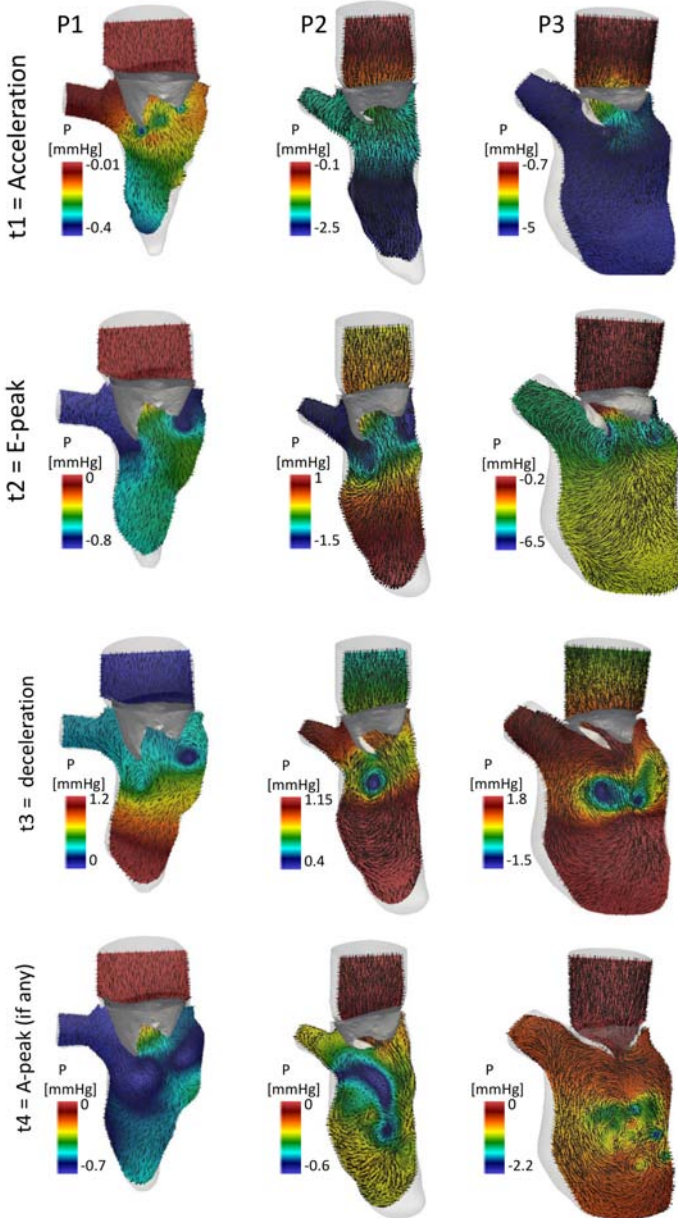 P1
P2
P3
t1 = Acceleration
P
[mmHg]
-0.01
-0.4
P
[mmHg]
-0.1
-2.5
P
[mmHg]
-0.7
-5
t2 = E-peak
P
[mmHg]
0
-0.8
P
[mmHg]
1
-1.5
P
[mmHg]
-0.2
-6.5
t3 = deceleration
P
[mmHg]
1.2
0
P
[mmHg]
1.15
0.4
P
[mmHg]
1.8
-1.5
t4 = A-peak (if any)
P
[mmHg]
0
-0.7
P
[mmHg]
0
-0.6
P
[mmHg]
0
-2.2